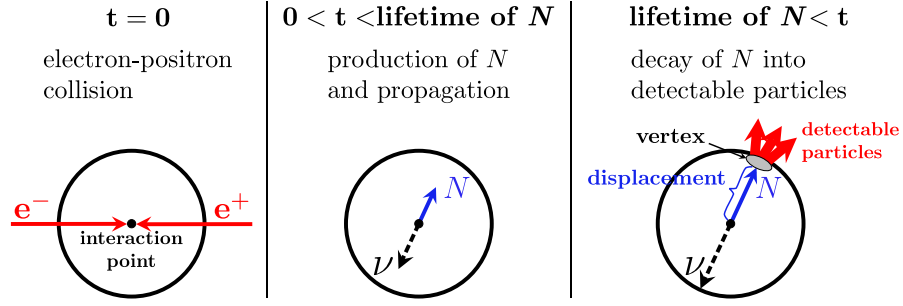 t = 0
electron-positron
collision
e⁻
e⁺
interaction
point
0 < t <lifetime of N
production of N
and propagation
N
ν
lifetime of N< t
decay of N into
detectable particles
vertex
detectable
particles
displacement
N
ν